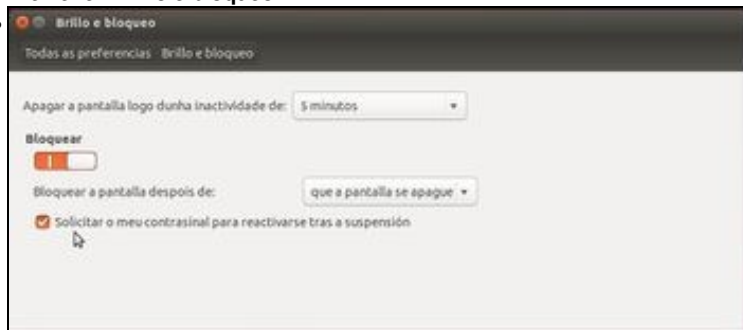 Brillo e bloqueo
Todas as preferencias Brillo e bloqueo
Apagar a pantalla logo dunha inactividade de: 5 minutos
Bloquear
Bloquear a pantalla despois de: que a pantalla se apague
Solicitar o meu contrasinal para reactivarse tras a suspensión